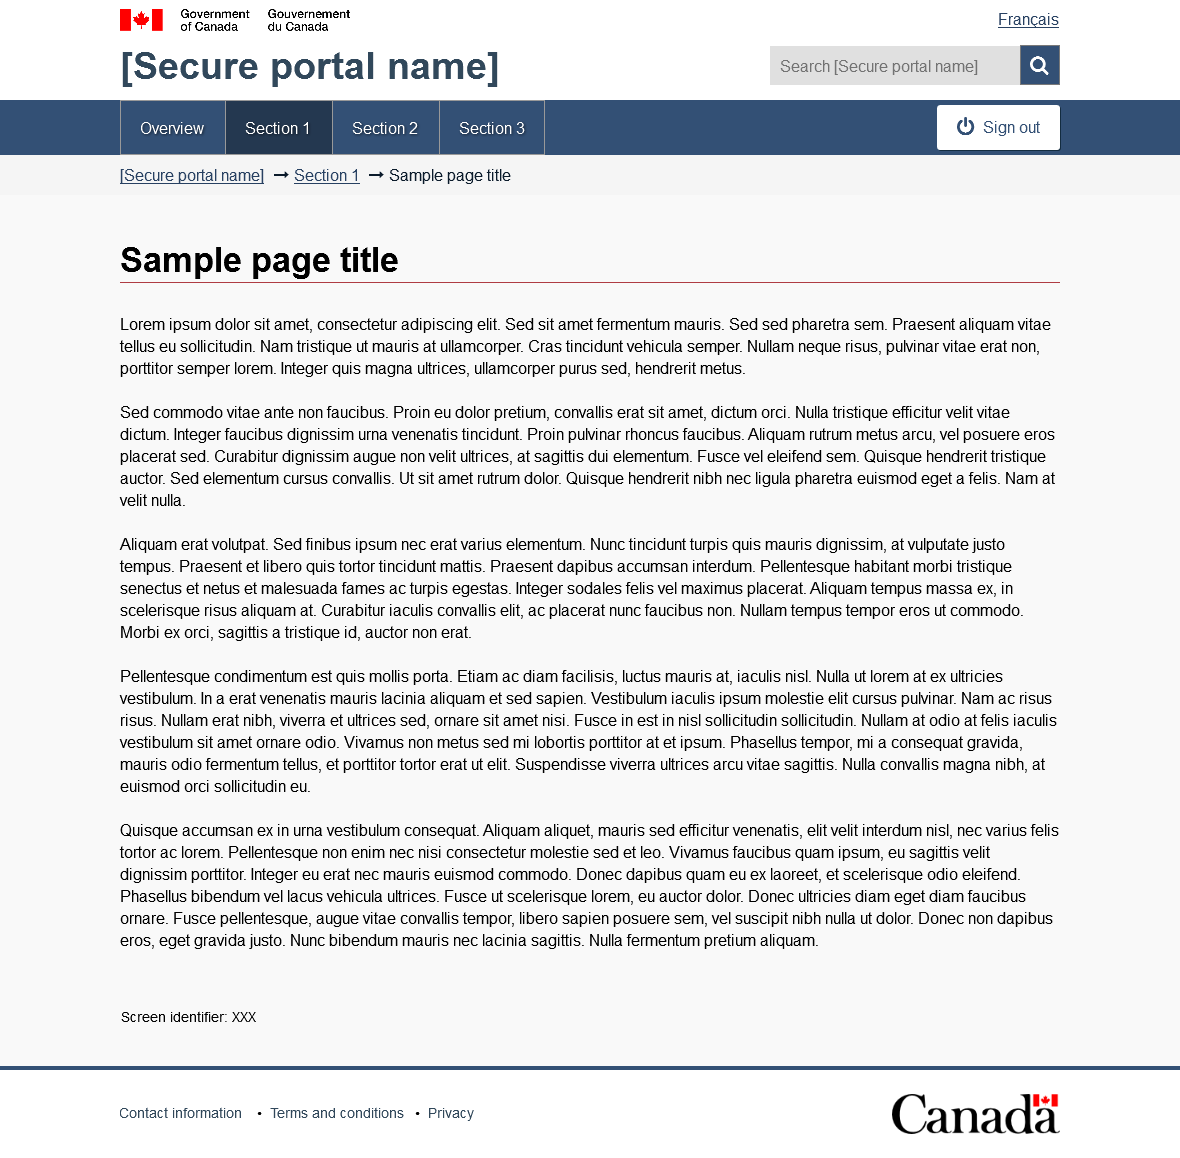 Government of Canada
Gouvernement du Canada
Français
[Secure portal name]
Search [Secure portal name]
Overview
Section 1
Section 2
Section 3
Sign out
[Secure portal name] → Section 1 → Sample page title
Sample page title
Lorem ipsum dolor sit amet, consectetur adipiscing elit. Sed sit amet fermentum mauris. Sed sed pharetra sem. Praesent aliquam vitae
tellus eu sollicitudin. Nam tristique ut mauris at ullamcorper. Cras tincidunt vehicula semper. Nullam neque risus, pulvinar vitae erat non,
porttitor semper lorem. Integer quis magna ultrices, ullamcorper purus sed, hendrerit metus.
Sed commodo vitae ante non faucibus. Proin eu dolor pretium, convallis erat sit amet, dictum orci. Nulla tristique efficitur velit vitae
dictum. Integer faucibus dignissim urna venenatis tincidunt. Proin pulvinar rhoncus faucibus. Aliquam rutrum metus arcu, vel posuere eros
placerat sed. Curabitur dignissim augue non velit ultrices, at sagittis dui elementum. Fusce vel eleifend sem. Quisque hendrerit tristique
auctor. Sed elementum cursus convallis. Ut sit amet rutrum dolor. Quisque hendrerit nibh nec ligula pharetra euismod eget a felis. Nam at
velit nulla.
Aliquam erat volutpat. Sed finibus ipsum nec erat varius elementum. Nunc tincidunt turpis quis mauris dignissim, at vulputate justo
tempus. Praesent et libero quis tortor tincidunt mattis. Praesent dapibus accumsan interdum. Pellentesque habitant morbi tristique
senectus et netus et malesuada fames ac turpis egestas. Integer sodales felis vel maximus placerat. Aliquam tempus massa ex, in
scelerisque risus aliquam at. Curabitur iaculis convallis elit, ac placerat nunc faucibus non. Nullam tempus tempor eros ut commodo.
Morbi ex orci, sagittis a tristique id, auctor non erat.
Pellentesque condimentum est quis mollis porta. Etiam ac diam facilisis, luctus mauris at, iaculis nisl. Nulla ut lorem at ex ultricies
vestibulum. In a erat venenatis mauris lacinia aliquam et sed sapien. Vestibulum iaculis ipsum molestie elit cursus pulvinar. Nam ac risus
risus. Nullam erat nibh, viverra et ultrices sed, ornare sit amet nisi. Fusce in est in nisl sollicitudin sollicitudin. Nullam at odio at felis iaculis
vestibulum sit amet ornare odio. Vivamus non metus sed mi lobortis porttitor at et ipsum. Phasellus tempor, mi a consequat gravida,
mauris odio fermentum tellus, et porttitor tortor erat ut elit. Suspendisse viverra ultrices arcu vitae sagittis. Nulla convallis magna nibh, at
euismod orci sollicitudin eu.
Quisque accumsan ex in urna vestibulum consequat. Aliquam aliquet, mauris sed efficitur venenatis, elit velit interdum nisl, nec varius felis
tortor ac lorem. Pellentesque non enim nec nisi consectetur molestie sed et leo. Vivamus faucibus quam ipsum, eu sagittis velit
dignissim porttitor. Integer eu erat nec mauris euismod commodo. Donec dapibus quam eu ex laoreet, et scelerisque odio eleifend.
Phasellus bibendum vel lacus vehicula ultrices. Fusce ut scelerisque lorem, eu auctor dolor. Donec ultricies diam eget diam faucibus
ornare. Fusce pellentesque, augue vitae convallis tempor, libero sapien posuere sem, vel suscipit nibh nulla ut dolor. Donec non dapibus
eros, eget gravida justo. Nunc bibendum mauris nec lacinia sagittis. Nulla fermentum pretium aliquam.
Screen identifier: XXX
Contact information • Terms and conditions • Privacy
Canada